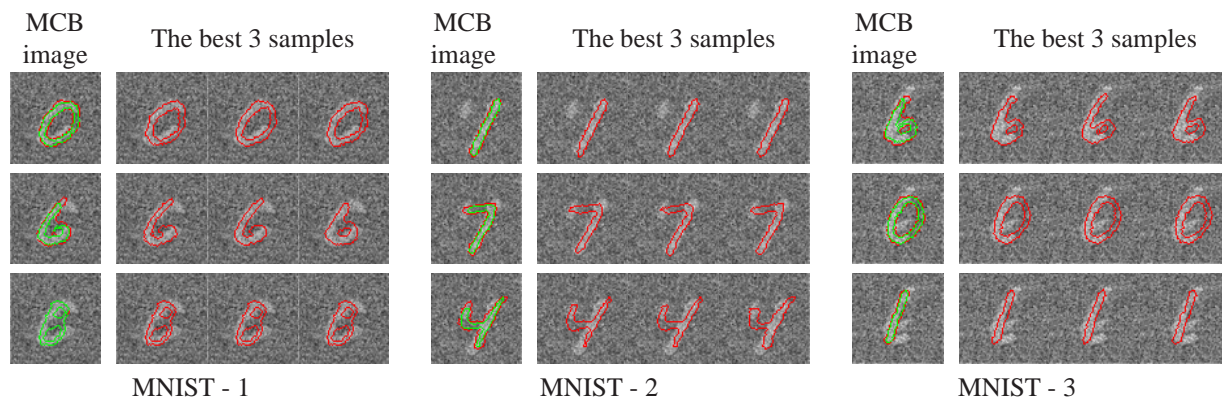 MCB
image
The best 3 samples
MCB
image
The best 3 samples
MCB
image
The best 3 samples
MNIST - 1
MNIST - 2
MNIST - 3